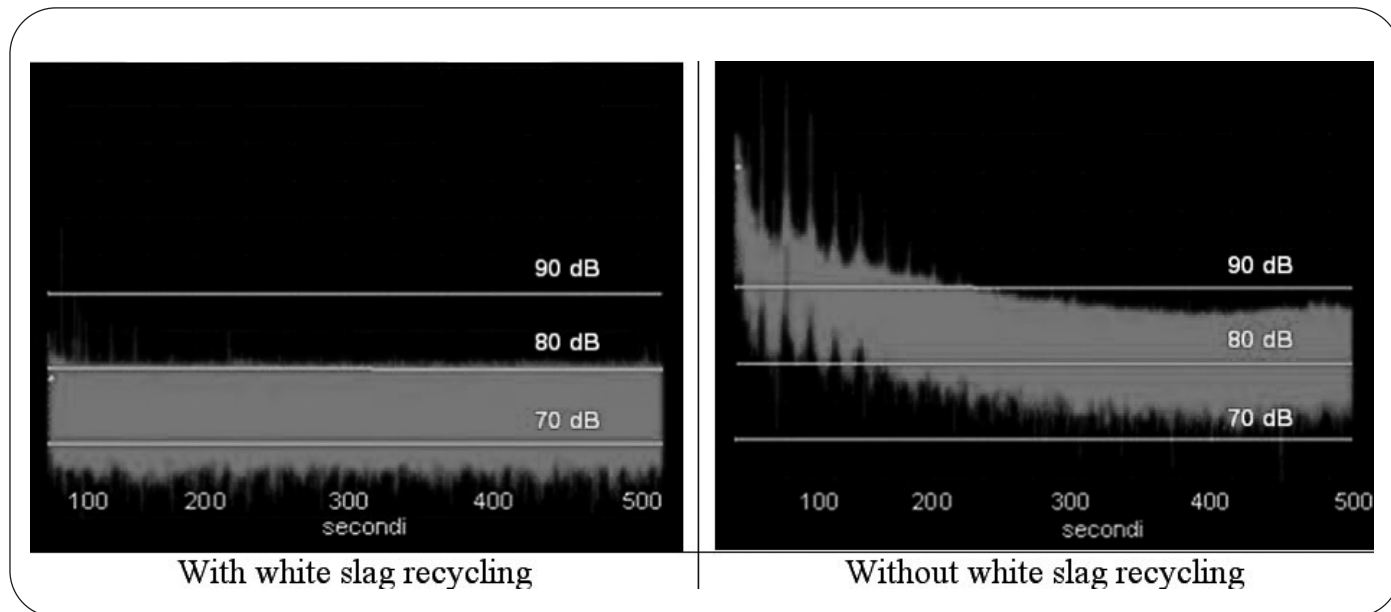 90 dB
80 dB
70 dB
100 200 300 400 500
secondi
With white slag recycling
90 dB
80 dB
70 dB
100 200 300 400 500
secondi
Without white slag recycling